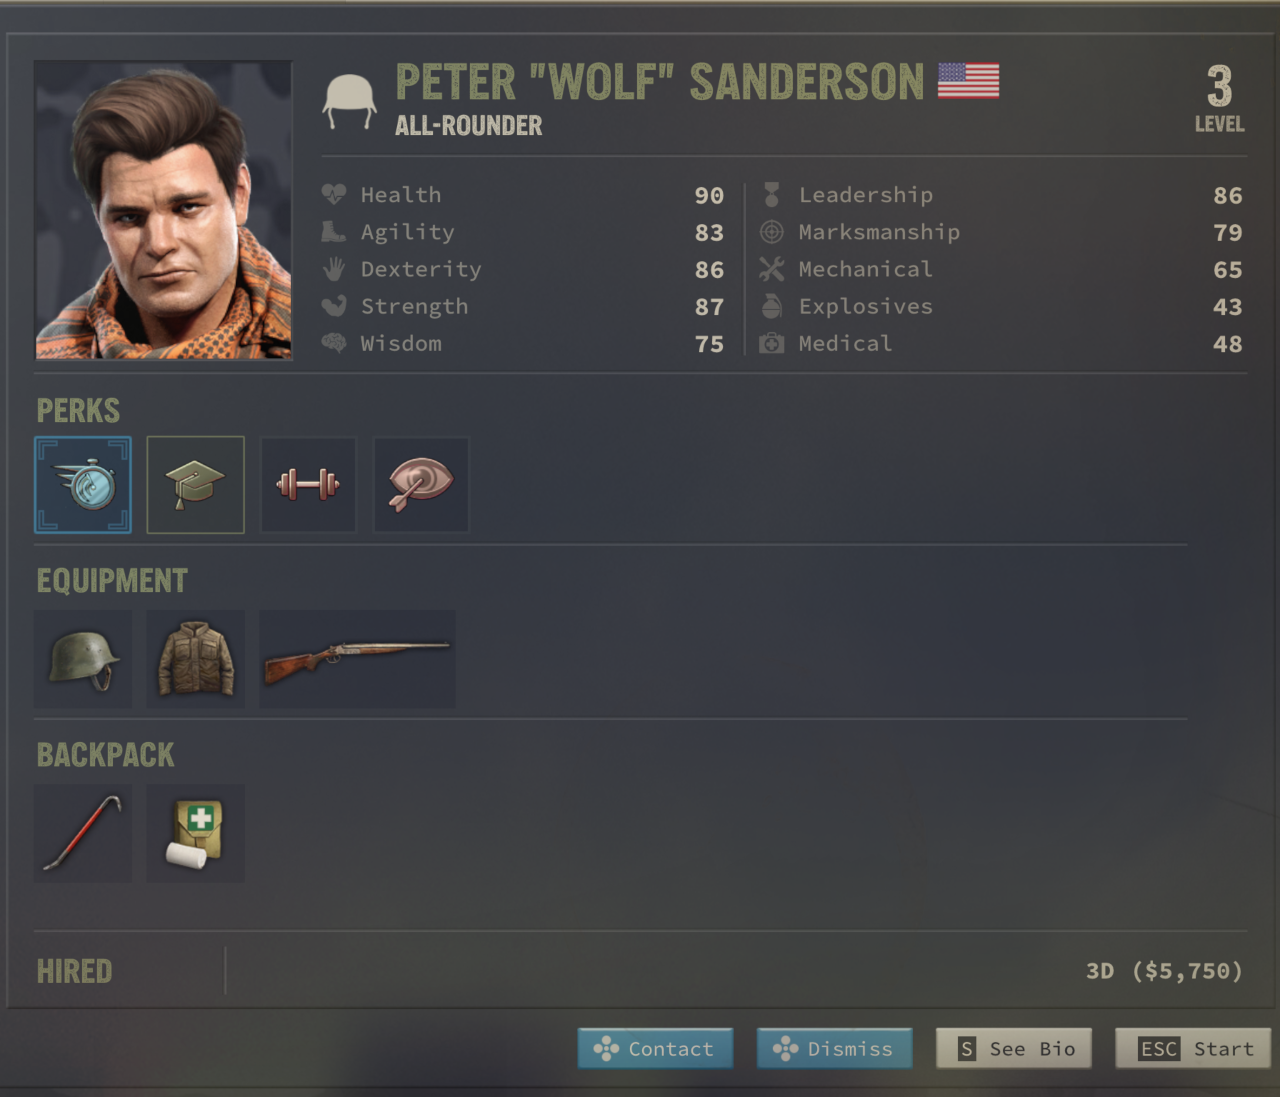 PETER "WOLF" SANDERSON
ALL-ROUNDER
3
LEVEL
Health 90
Agility 83
Dexterity 86
Strength 87
Wisdom 75
Leadership 86
Marksmanship 79
Mechanical 65
Explosives 43
Medical 48
PERKS
EQUIPMENT
BACKPACK
HIRED
3D ($5,750)
Contact
Dismiss
S See Bio
ESC Start